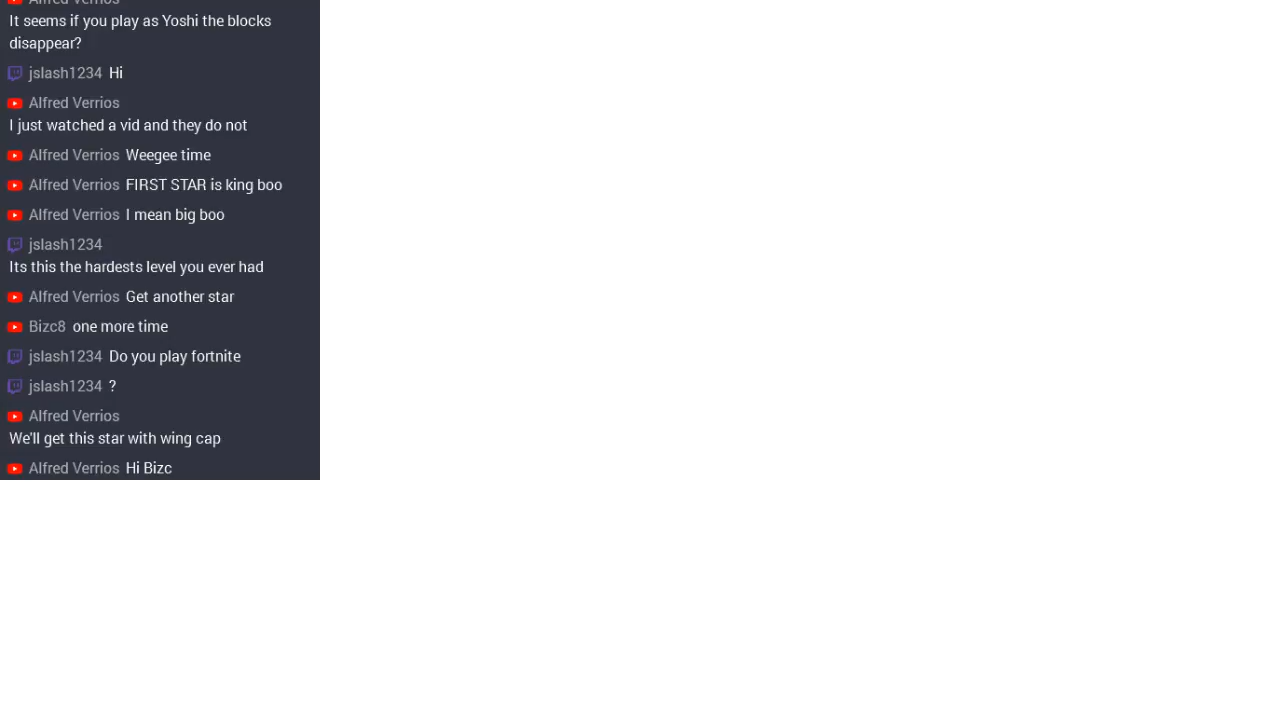 Alfred Verrios
It seems if you play as Yoshi the blocks
disappear?
jslash1234 Hi
Alfred Verrios
I just watched a vid and they do not
Alfred Verrios Weegee time
Alfred Verrios FIRST STAR is king boo
Alfred Verrios I mean big boo
jslash1234
Its this the hardests level you ever had
Alfred Verrios Get another star
Bizc8 one more time
jslash1234 Do you play fortnite
jslash1234 ?
Alfred Verrios
We'll get this star with wing cap
Alfred Verrios Hi Bizc